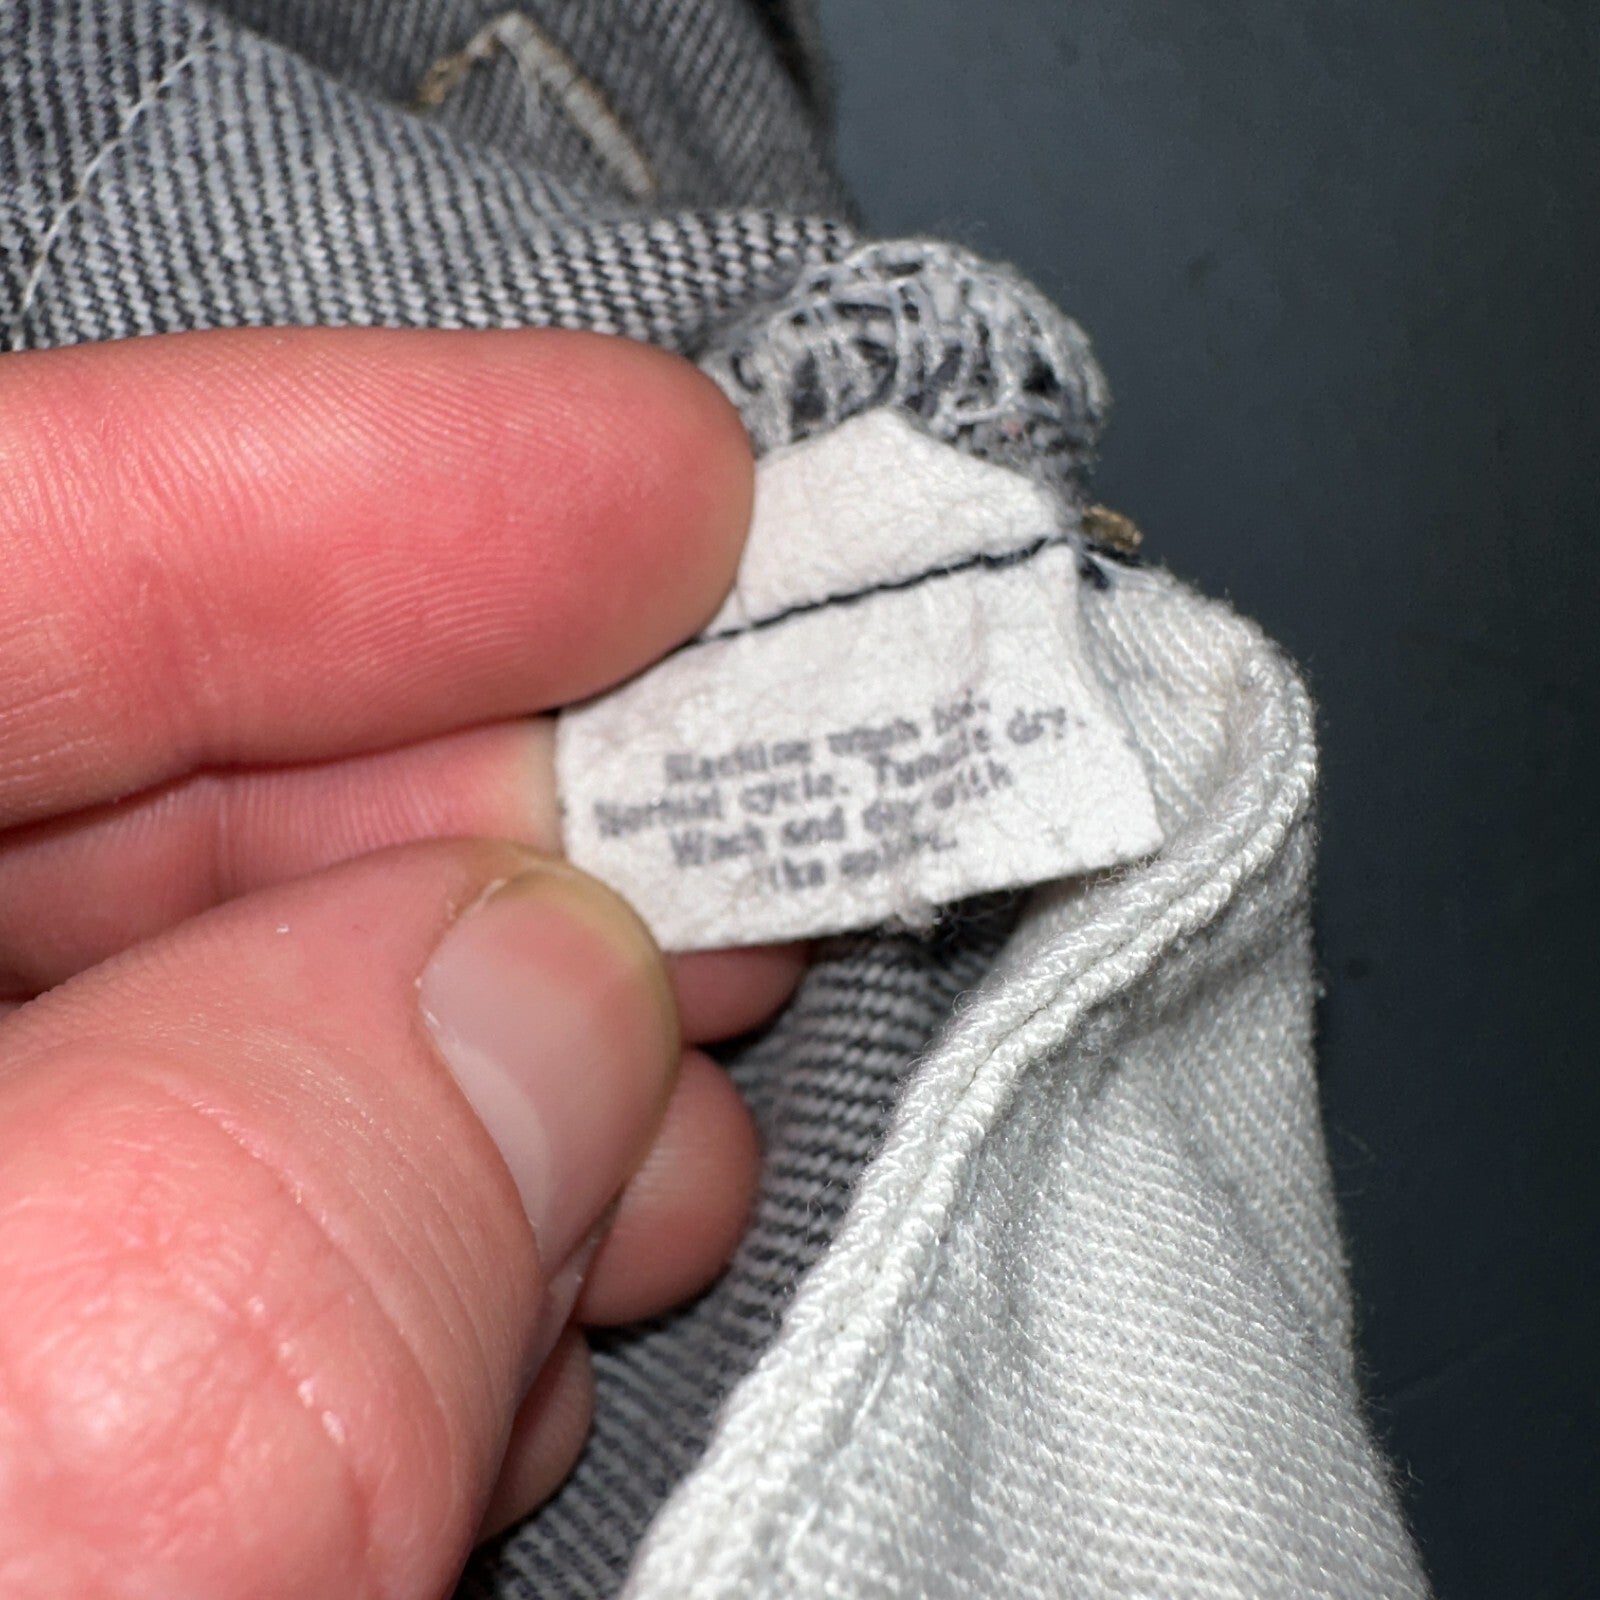 Machine wash hot.
Normal cycle. Tumble dry.
Wash and dry with
like colors.